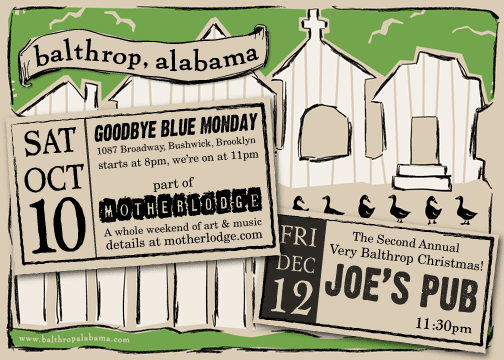 balthrop, alabama
SAT
OCT
10
GOODBYE BLUE MONDAY
1087 Broadway, Bushwick, Brooklyn
starts at 8pm, we're on at 11pm
part of
MOTHERLODGE
A whole weekend of art & music
details at motherlodge.com
FRI
DEC
12
The Second Annual
Very Balthrop Christmas!
JOE'S PUB
11:30pm
www.balthropalabama.com